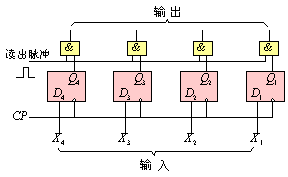 输出
& & & &
读出脉冲
Q4 Q3 Q2 Q1
D4 D3 D2 D1
CP
X4 X3 X2 X1
输入